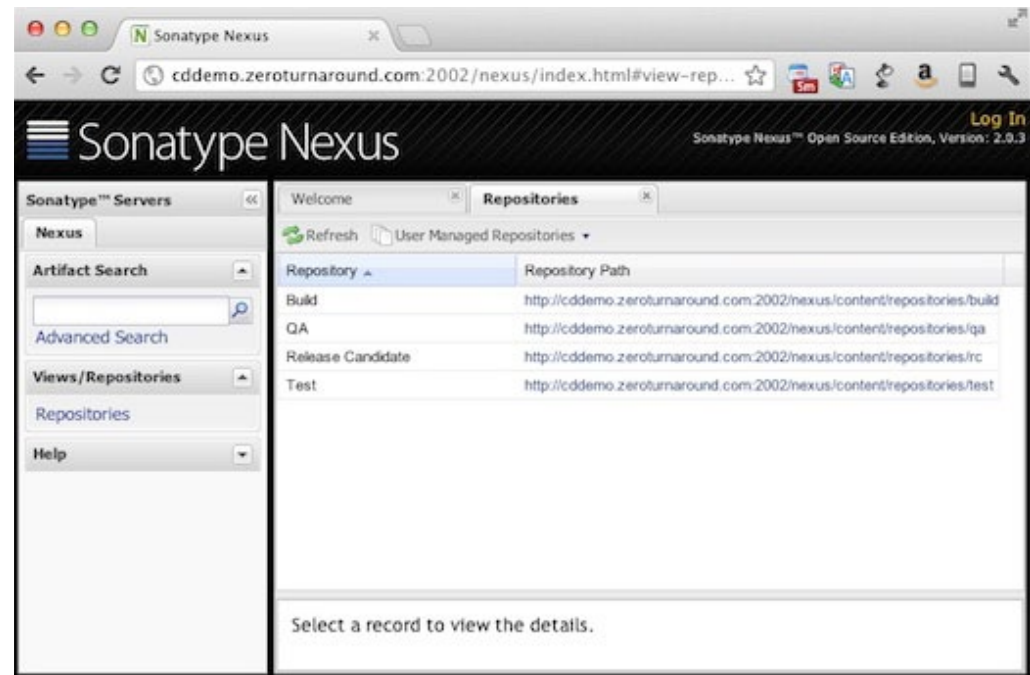 Sonatype Nexus
cddemo.zeroturnaround.com:2002/nexus/index.html#view-rep...
Sm
Log In
Sonatype Nexus
Sonatype Nexus™ Open Source Edition, Version: 2.0.3
Sonatype™ Servers
Welcome
Repositories
Nexus
Refresh
User Managed Repositories
Artifact Search
Repository
Repository Path
Build
http://cddemo.zeroturnaround.com:2002/nexus/content/repositories/build
QA
http://cddemo.zeroturnaround.com:2002/nexus/content/repositories/qa
Advanced Search
Release Candidate
http://cddemo.zeroturnaround.com:2002/nexus/content/repositories/rc
Views/Repositories
Test
http://cddemo.zeroturnaround.com:2002/nexus/content/repositories/test
Repositories
Help
Select a record to view the details.